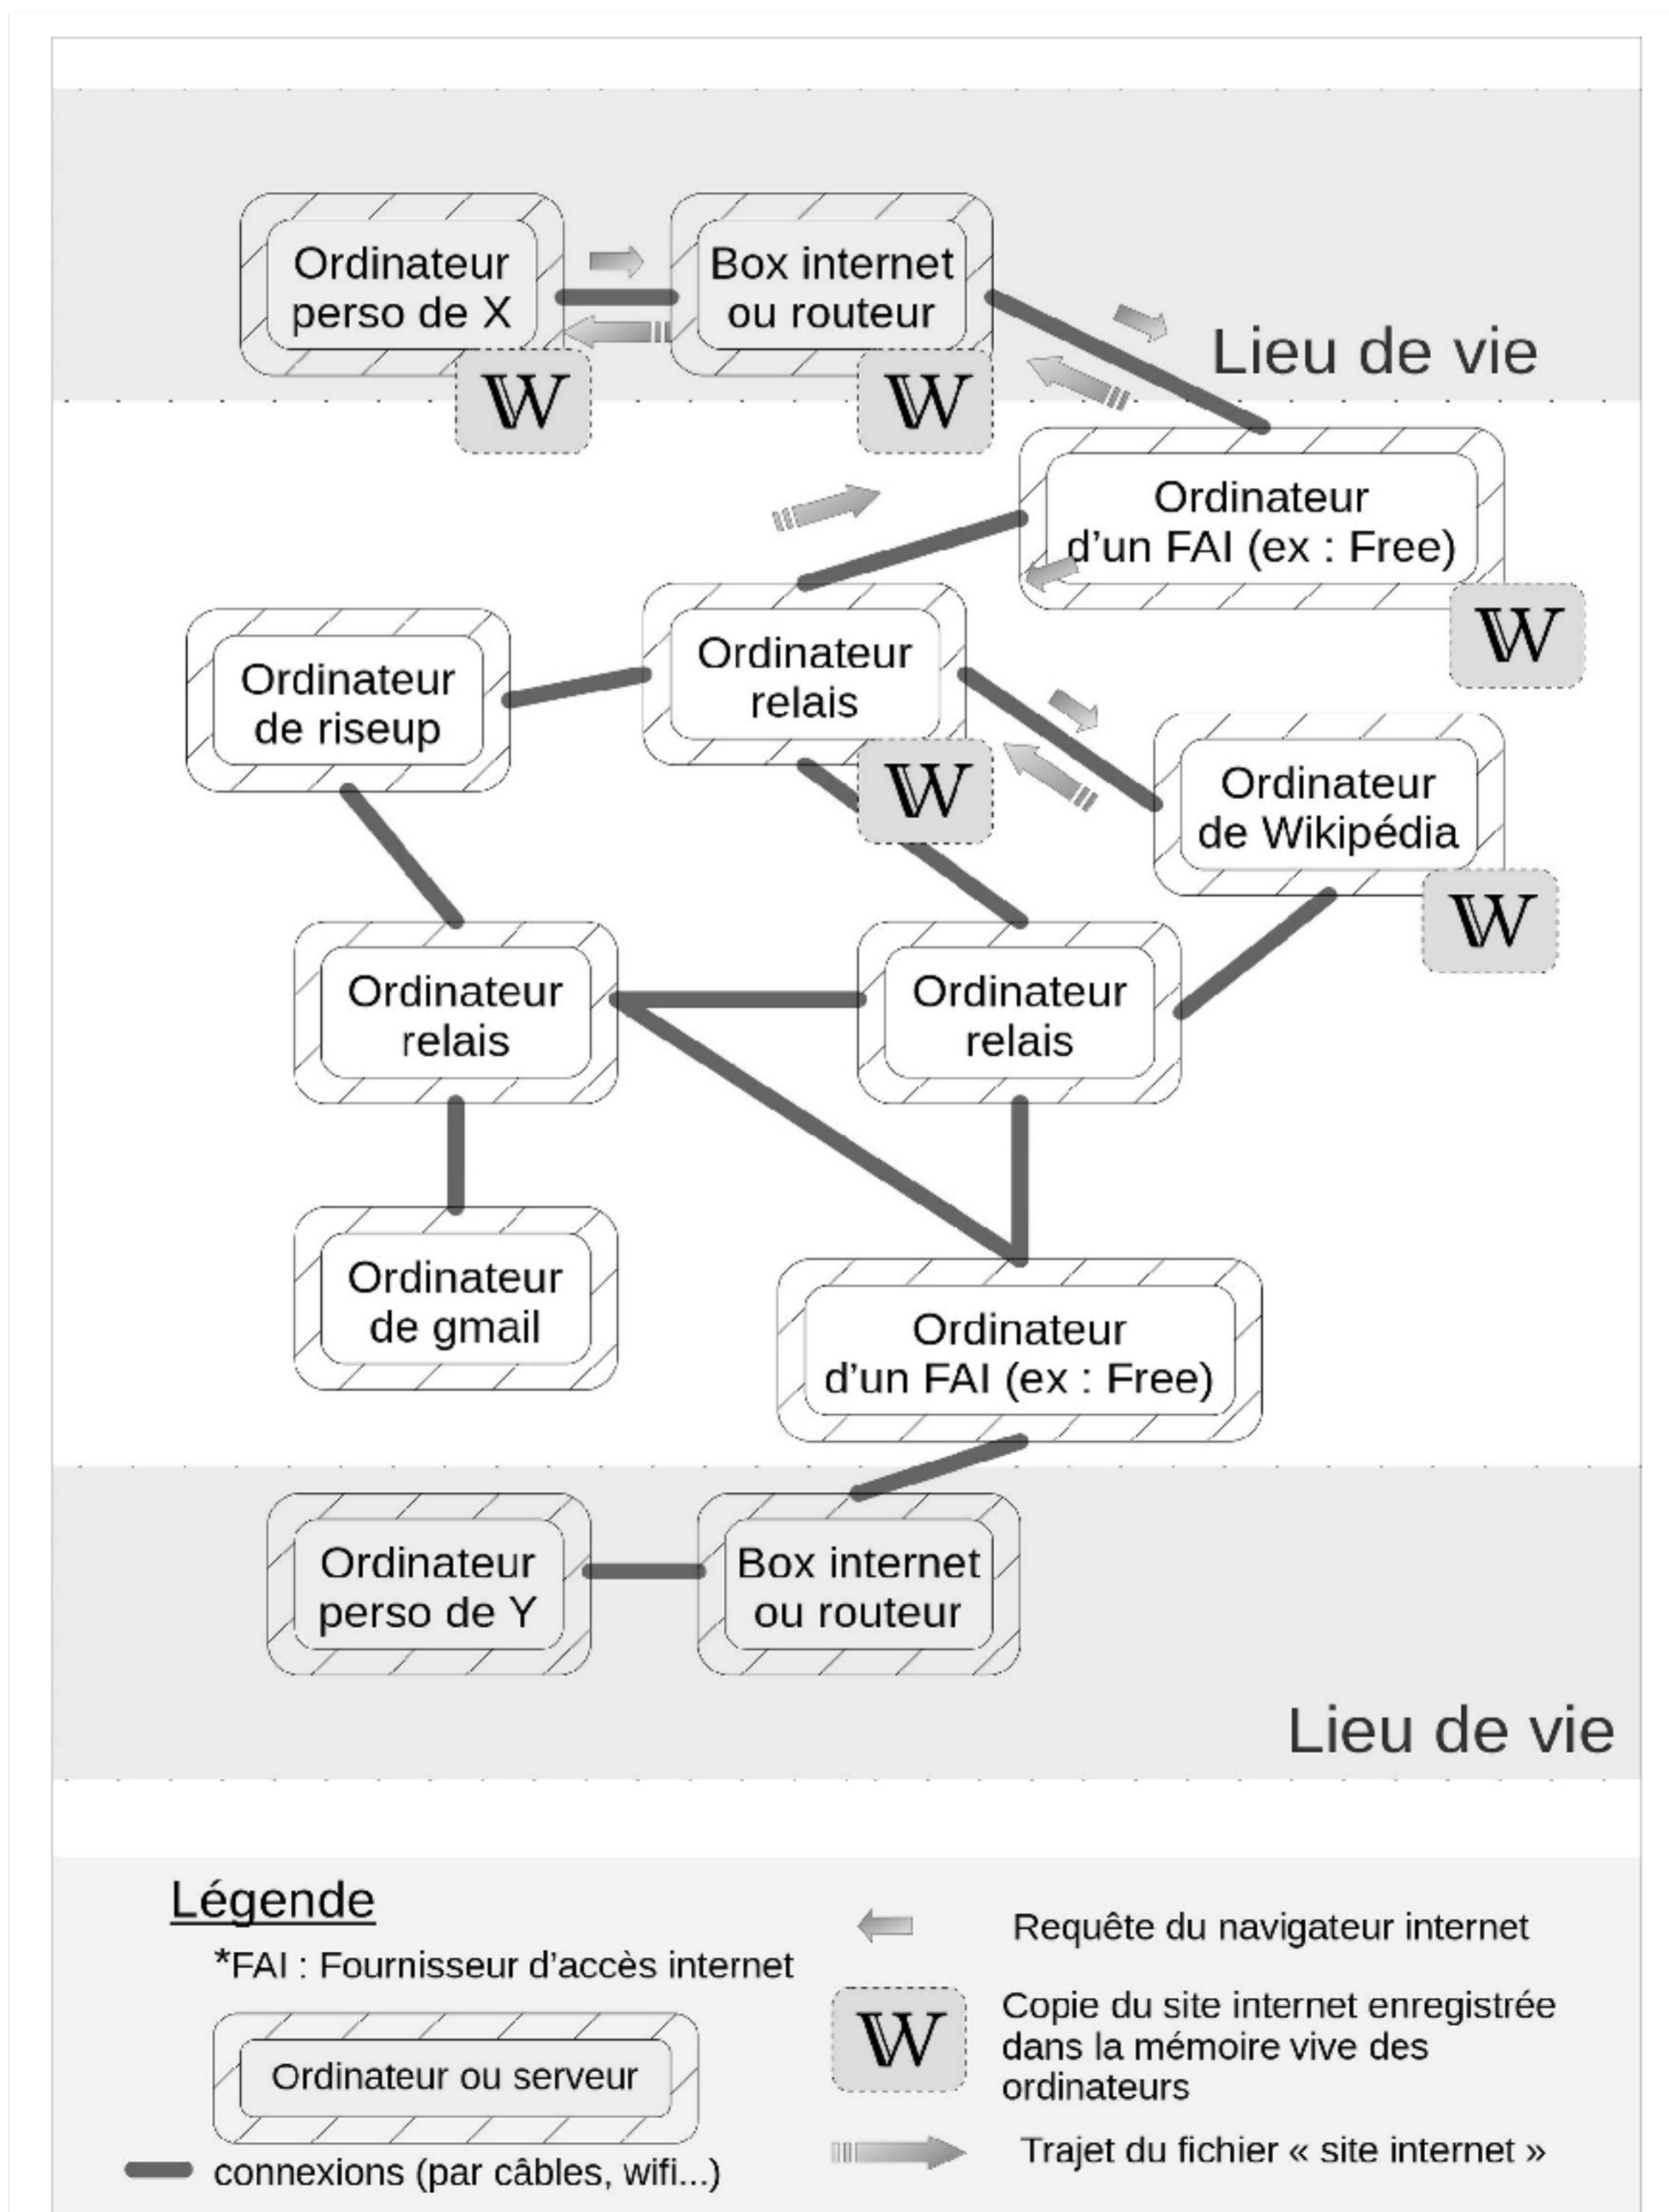 Ordinateur
perso de X
Box internet
ou routeur
Lieu de vie
W
W
Ordinateur
d'un FAI (ex : Free)
W
Ordinateur
relais
W
Ordinateur
de riseup
Ordinateur
de Wikipédia
W
Ordinateur
relais
Ordinateur
relais
Ordinateur
de gmail
Ordinateur
d'un FAI (ex : Free)
Ordinateur
perso de Y
Box internet
ou routeur
Lieu de vie
Légende
*FAI : Fournisseur d'accès internet
Ordinateur ou serveur
connexions (par câbles, wifi...)
Requête du navigateur internet
W
Copie du site internet enregistrée
dans la mémoire vive des
ordinateurs
Trajet du fichier « site internet »